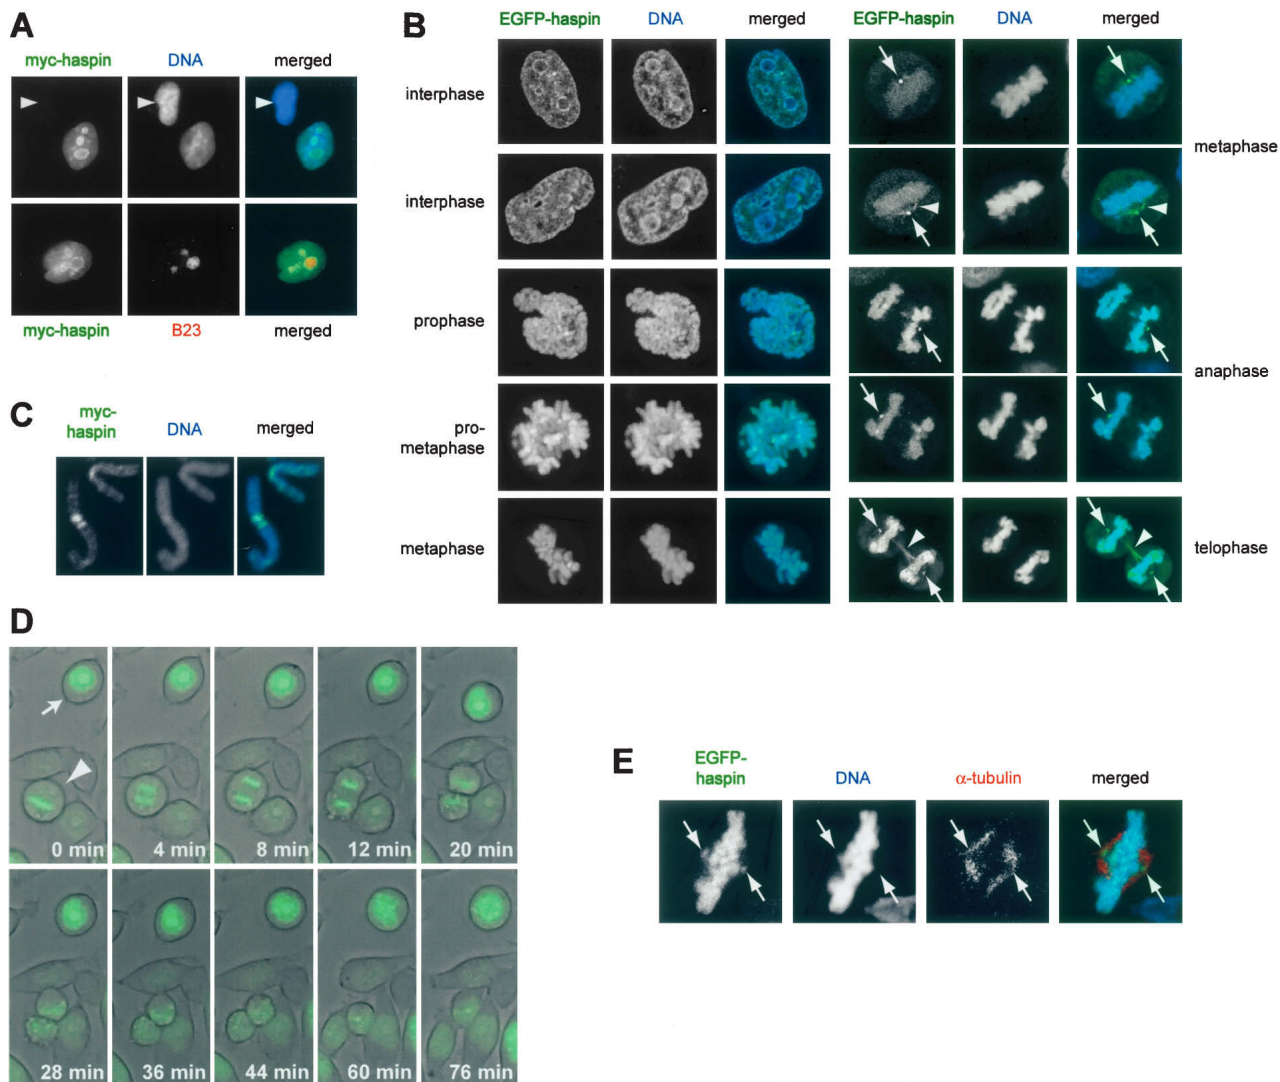 A
myc-haspin DNA merged
myc-haspin B23 merged
B
EGFP-haspin DNA merged EGFP-haspin DNA merged
interphase
interphase
prophase
pro-
metaphase
metaphase
metaphase
anaphase
telophase
C
myc-
haspin DNA merged
D
0 min 4 min 8 min 12 min 20 min
28 min 36 min 44 min 60 min 76 min
E
EGFP-
haspin DNA α-tubulin merged